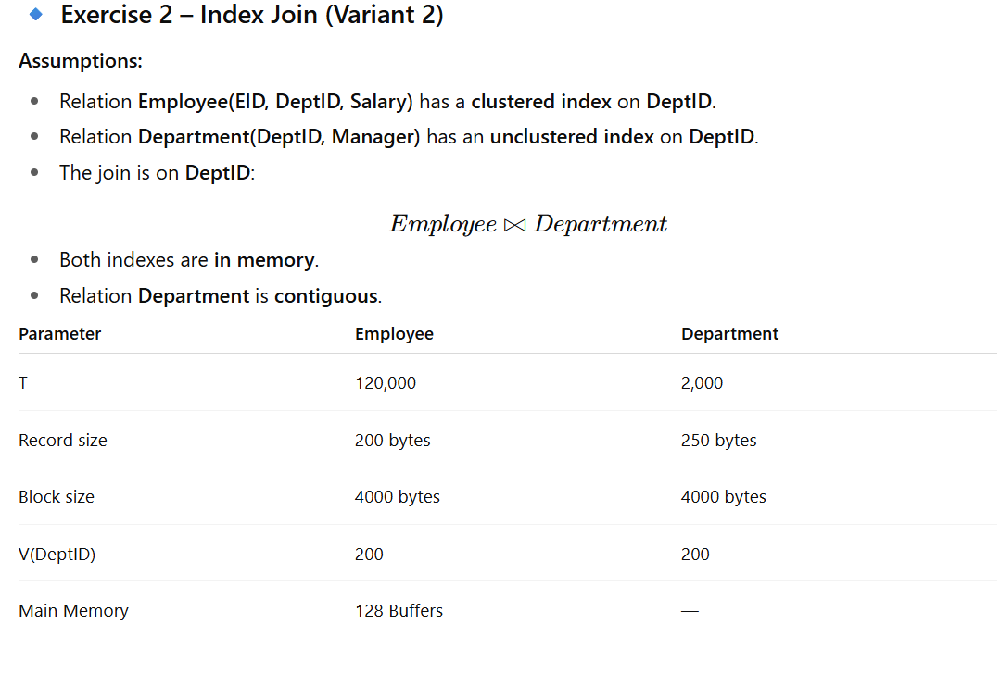 Exercise 2 – Index Join (Variant 2)
Assumptions:
• Relation Employee(EID, DeptID, Salary) has a clustered index on DeptID.
• Relation Department(DeptID, Manager) has an unclustered index on DeptID.
• The join is on DeptID:
Employee ⋈ Department
• Both indexes are in memory.
• Relation Department is contiguous.
Parameter Employee Department
T 120,000 2,000
Record size 200 bytes 250 bytes
Block size 4000 bytes 4000 bytes
V(DeptID) 200 200
Main Memory 128 Buffers —